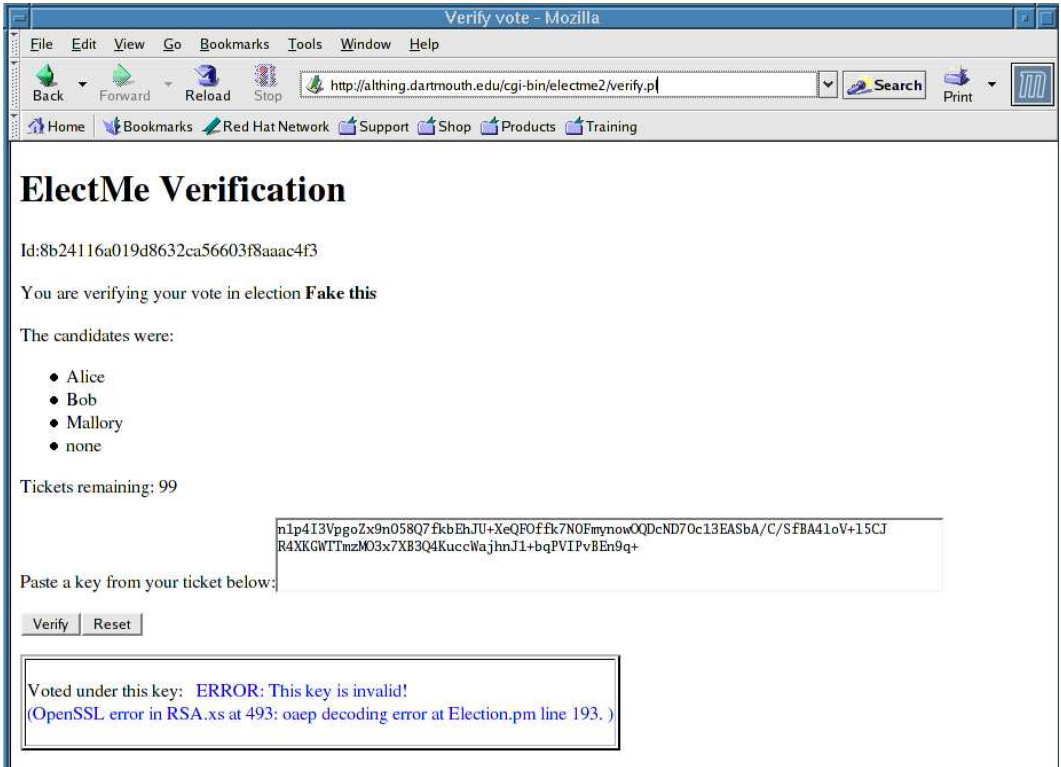 Verify vote - Mozilla
File Edit View Go Bookmarks Tools Window Help
Back Forward Reload Stop http://althing.dartmouth.edu/cgi-bin/electme2/verify.pl Search Print
Home Bookmarks Red Hat Network Support Shop Products Training
ElectMe Verification
Id:8b24116a019d8632ca56603f8aaac4f3
You are verifying your vote in election Fake this
The candidates were:
Alice
Bob
Mallory
none
Tickets remaining: 99
n1p4I3VpgoZx9nO58Q7fkbEhJU+XeQFOffk7NOFmynowOQDcND7Oc13EASbA/C/SfBA41oV+15CJ
R4XKGWTTmzMO3x7XB3Q4KuccWajhnJ1+bqPVIPvBEn9q+
Paste a key from your ticket below:
Verify Reset
Voted under this key: ERROR: This key is invalid!
(OpenSSL error in RSA.xs at 493: oaep decoding error at Election.pm line 193. )